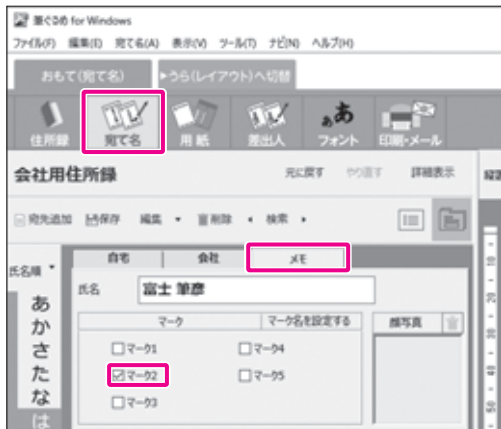 筆ぐるめ for Windows
ファイル(F) 編集(E) 宛て名(A) 表示(V) ツール(T) ナビ(N) ヘルプ(H)
おもて(宛て名) ▶うら(レイアウト)へ切替
住所録 宛て名 用紙 差出人 フォント 印刷・メール
会社用住所録 元に戻す やり直す 詳細表示
宛先追加 保存 編集 削除 検索
自宅 会社 メモ
氏名順
氏名 富士 筆彦
マーク マーク名を設定する 顔写真
マーク1 マーク4
マーク2 マーク5
マーク3
あ
か
さ
た
な
は
10
20
30
40
50